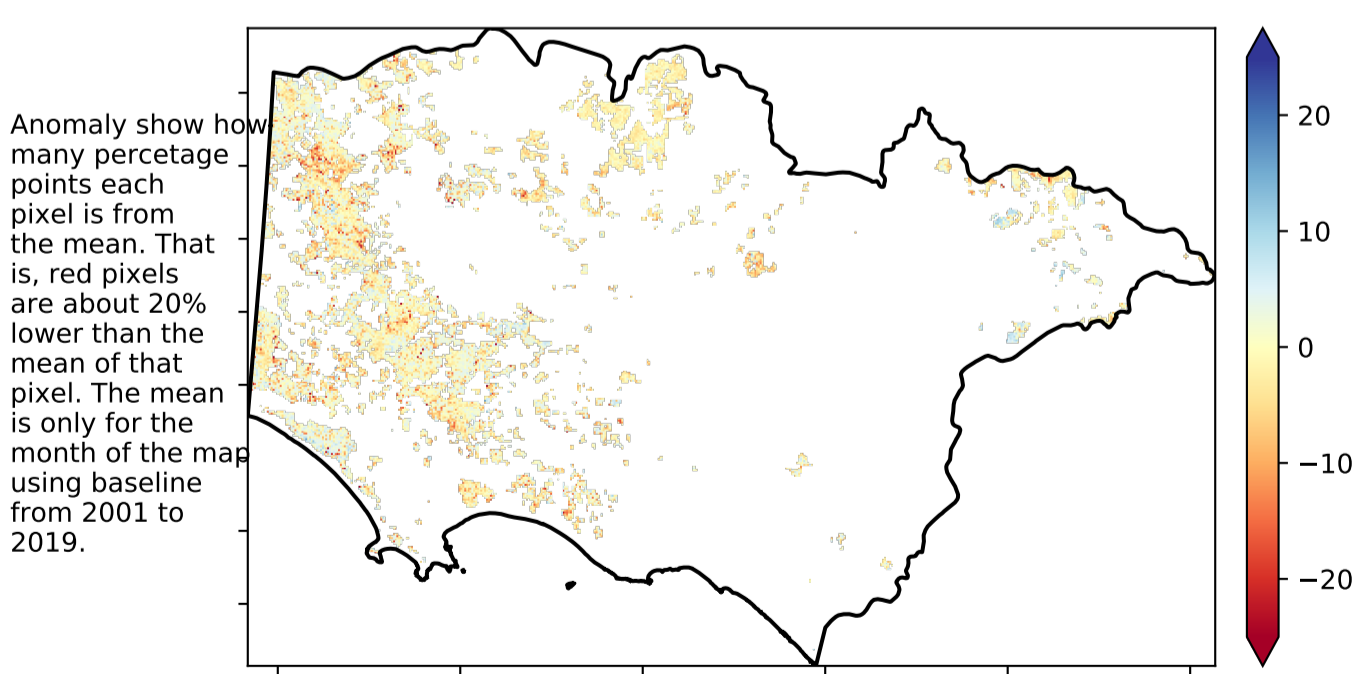 Anomaly show how
many percetage
points each
pixel is from
the mean. That
is, red pixels
are about 20%
lower than the
mean of that
pixel. The mean
is only for the
month of the map
using baseline
from 2001 to
2019.
20
10
0
−10
−20